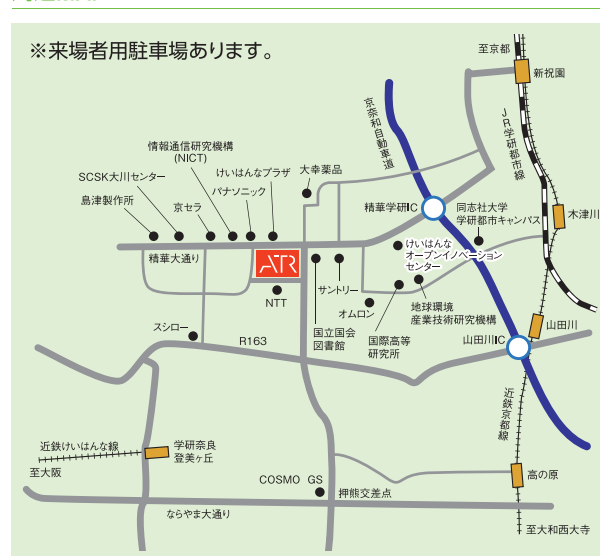 ※来場者用駐車場あります。
至京都
新祝園
京奈和自動車道
JR学研都市線
情報通信研究機構
(NICT)
けいはんなプラザ
大幸薬品
SCSK大川センター
パナソニック
島津製作所
京セラ
精華学研IC
同志社大学
学研都市キャンパス
木津川
精華大通り
ATR
けいはんな
オープンイノベーション
センター
NTT
サントリー
オムロン
地球環境
産業技術研究機構
国立国会
図書館
国際高等
研究所
スシロー
R163
山田川
山田川IC
近鉄京都線
近鉄けいはんな線
学研奈良
登美ヶ丘
至大阪
COSMO GS
押熊交差点
高の原
ならやま大通り
至大和西大寺